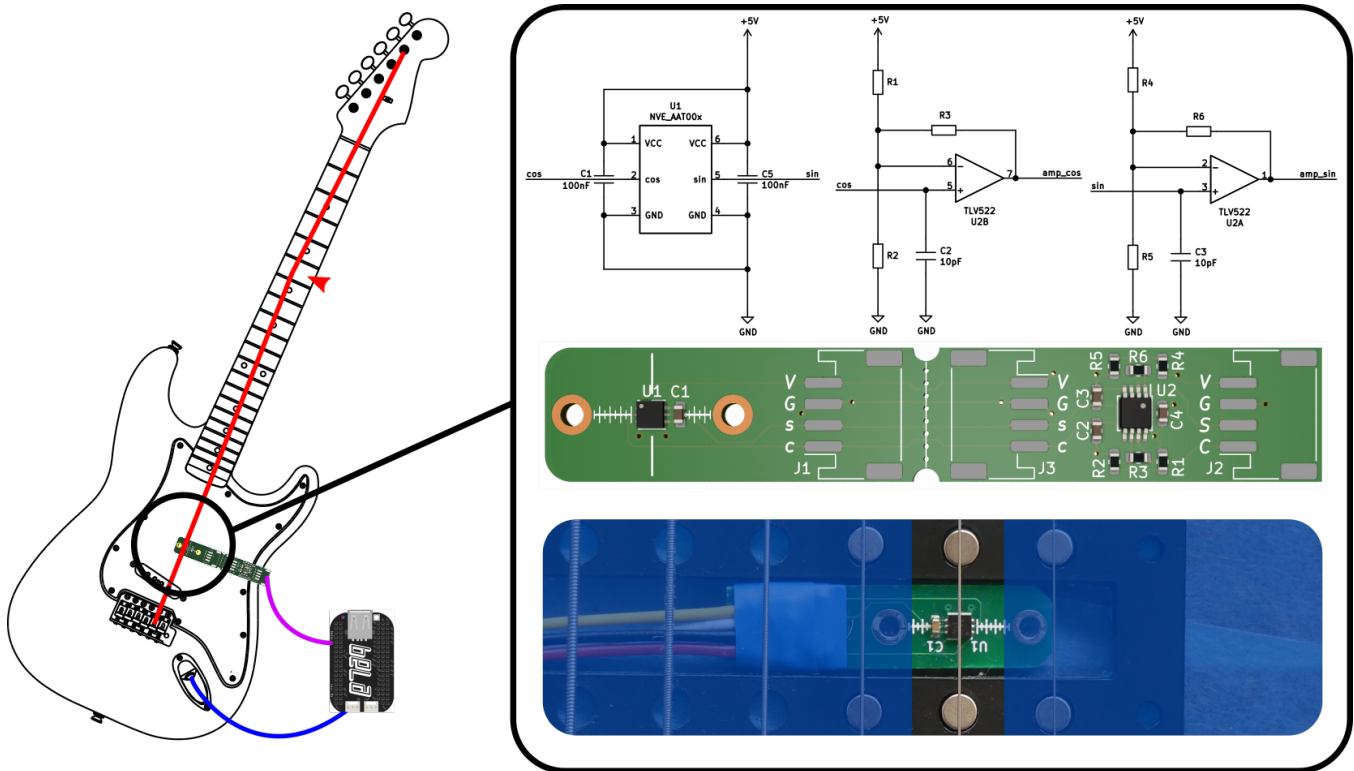 +5V
U1
NVE_AAT00x
1 VCC
VCC 6
cos
C1
100nF
2 cos
sin 5
C5
100nF
sin
3 GND
GND 4
GND
+5V
R1
R3
6 −
7
amp_cos
cos
5 +
TLV522
U2B
R2
C2
10pF
GND
GND
+5V
R4
R6
2 −
1
amp_sin
sin
3 +
TLV522
U2A
R5
C3
10pF
GND
GND
U1 C1
V
G
s
c
J1
V
G
s
c
J3
R5 R6 R4
C3 U2
C2 C4
R2 R3 R1
V
G
S
C
J2
C1 U1
bela